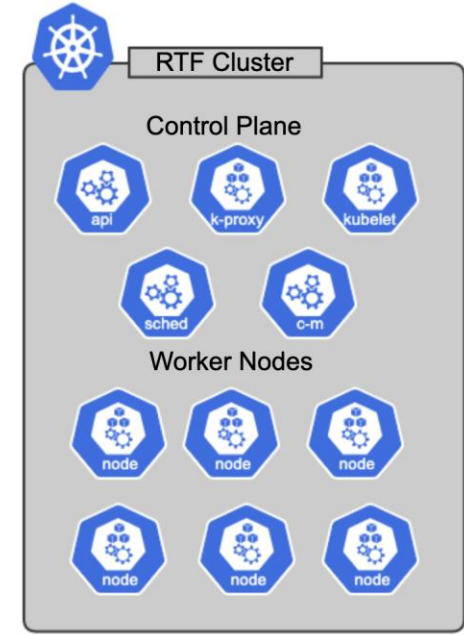 RTF Cluster
Control Plane
api k-proxy kubelet
sched c-m
Worker Nodes
node node node
node node node